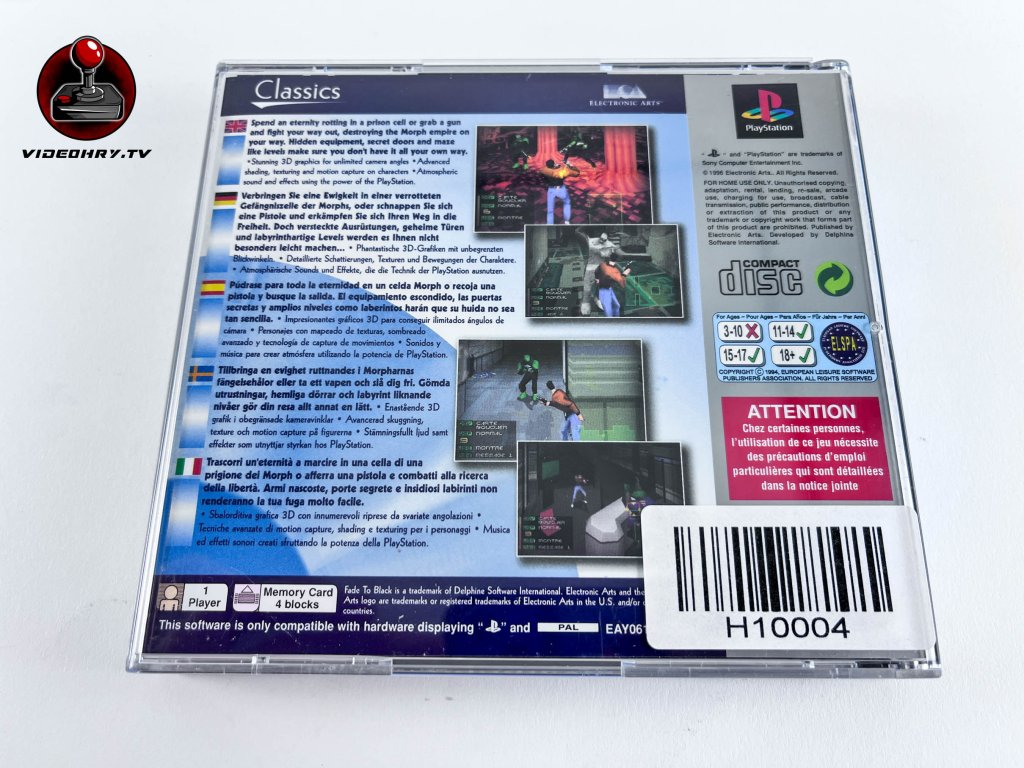 VIDEOHRY.TV
Classics
ELECTRONIC ARTS
Spend an eternity rotting in a prison cell or grab a gun
and fight your way out, destroying the Morph empire on
your way. Hidden equipment, secret doors and maze
like levels make sure you don't have it all your own way.
• Stunning 3D graphics for unlimited camera angles • Advanced
shading, texturing and motion capture on characters • Atmospheric
sound and effects using the power of the PlayStation.
Verbringen Sie eine Ewigkeit in einer verrotteten
Gefängniszelle der Morphs, oder schnappen Sie sich
eine Pistole und erkämpfen Sie sich Ihren Weg in die
Freiheit. Doch versteckte Ausrüstungen, geheime Türen
und labyrinthartige Levels werden es Ihnen nicht
besonders leicht machen... • Phantastische 3D-Grafiken mit unbegrenzten
Blickwinkeln. • Detaillierte Schattierungen, Texturen und Bewegungen der Charaktere.
• Atmosphärische Sounds und Effekte, die die Technik der PlayStation ausnutzen.
Púdrase para toda la eternidad en un celda Morph o recoja una
pistola y busque la salida. El equipamiento escondido, las puertas
secretas y amplios niveles como laberintos harán que su huida no sea
tan sencilla. • Impresionantes gráficos 3D para conseguir ilimitados ángulos de
cámara • Personajes con mapeado de texturas, sombreado
avanzado y tecnología de captura de movimientos • Sonidos y
música para crear atmósfera utilizando la potencia de PlayStation.
Tillbringa en evighet ruttnandes i Morpharnas
fängelsehålor eller ta ett vapen och slå dig fri. Gömda
utrustningar, hemliga dörrar och labyrint liknande
nivåer gör din resa allt annat en lätt. • Enastående 3D
grafik i obegränsade kameravinklar • Avancerad skuggning,
texture och motion capture på figurerna • Stämningsfullt ljud samt
effekter som utnyttjar styrkan hos PlayStation.
Trascorri un'eternità a marcire in una cella di una
prigione dei Morph o afferra una pistola e combatti alla ricerca
della libertà. Armi nascoste, porte segrete e insidiosi labirinti non
renderanno la tua fuga molto facile.
• Sbalorditiva grafica 3D con innumerevoli riprese da svariate angolazioni •
Tecniche avanzate di motion capture, shading e texturing per i personaggi • Musica
ed effetti sonori creati sfruttando la potenza della PlayStation.
NORMAL
MONTRE
NORMAL
NORMAL
MONTRE
MESSAGE 1
NORMAL
MONTRE
MESSAGE 1
1
Player
Memory Card
4 blocks
Fade To Black is a trademark of Delphine Software International. Electronic Arts and the
Arts logo are trademarks or registered trademarks of Electronic Arts in the U.S. and/or
countries.
This software is only compatible with hardware displaying " " and PAL EAY06
PlayStation
" " and "PlayStation" are trademarks of
Sony Computer Entertainment Inc.
© 1996 Electronic Arts. All Rights Reserved.
FOR HOME USE ONLY. Unauthorised copying,
adaptation, rental, lending, re-sale, arcade
use, charging for use, broadcast, cable
transmission, public performance, distribution
or extraction of this product or any
trademark or copyright work that forms part
of this product are prohibited. Published by
Electronic Arts. Developed by Delphine
Software International.
COMPACT
disc
For Ages - Pour Ages - Para Años - Für Jahre - Per Anni
3-10 11-14
15-17 18+
ELSPA
COPYRIGHT © 1994, EUROPEAN LEISURE SOFTWARE
PUBLISHERS ASSOCIATION. ALL RIGHTS RESERVED
ATTENTION
Chez certaines personnes,
l'utilisation de ce jeu nécessite
des précautions d'emploi
particulières qui sont détaillées
dans la notice jointe
H10004